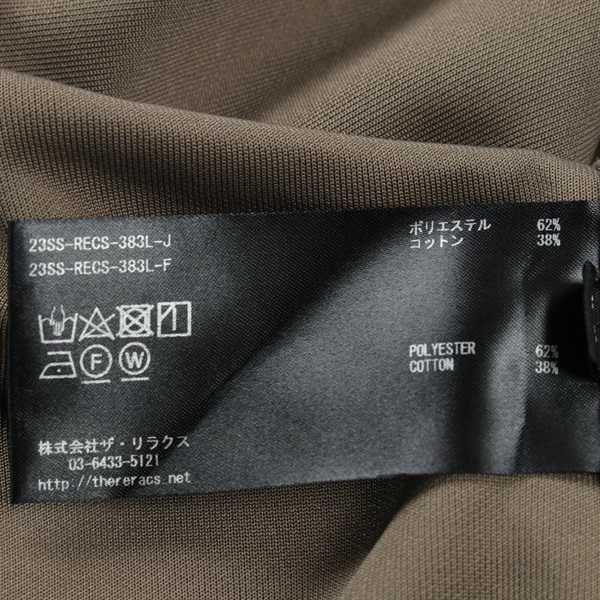 23SS-RECS-383L-J
23SS-RECS-383L-F
ポリエステル 62%
コットン 38%
POLYESTER 62%
COTTON 38%
F W
株式会社ザ・リラクス
03-6433-5121
http://thereracs.net